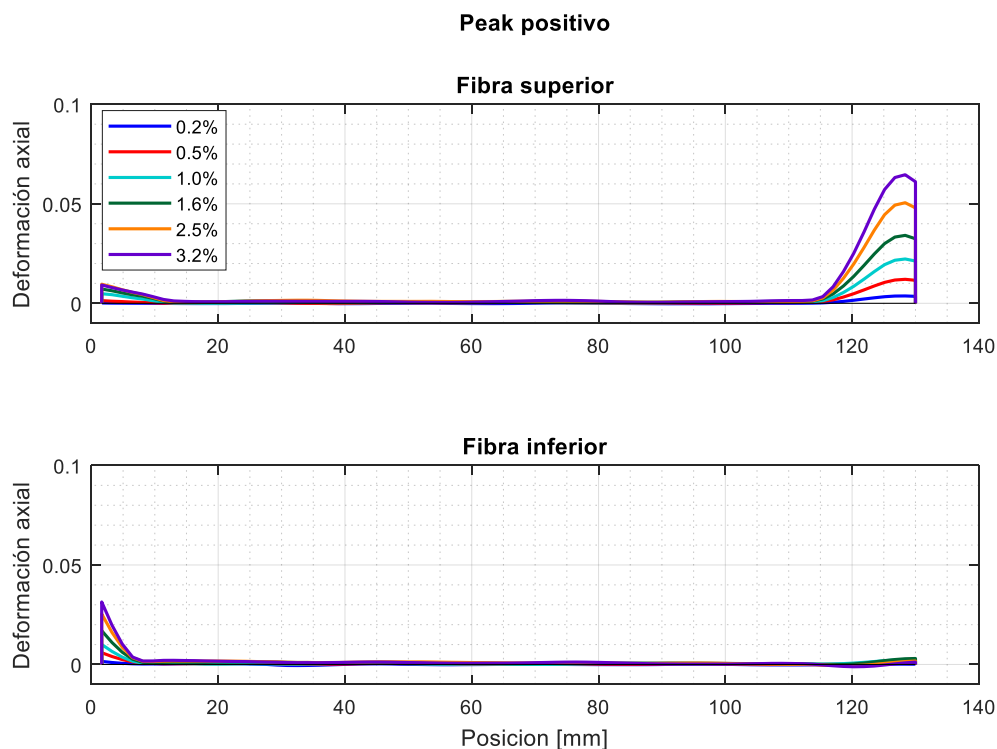 Peak positivo
Fibra superior
Deformación axial
0.1
0.05
0
0.2%
0.5%
1.0%
1.6%
2.5%
3.2%
0 20 40 60 80 100 120 140
Fibra inferior
Deformación axial
0.1
0.05
0
0 20 40 60 80 100 120 140
Posicion [mm]